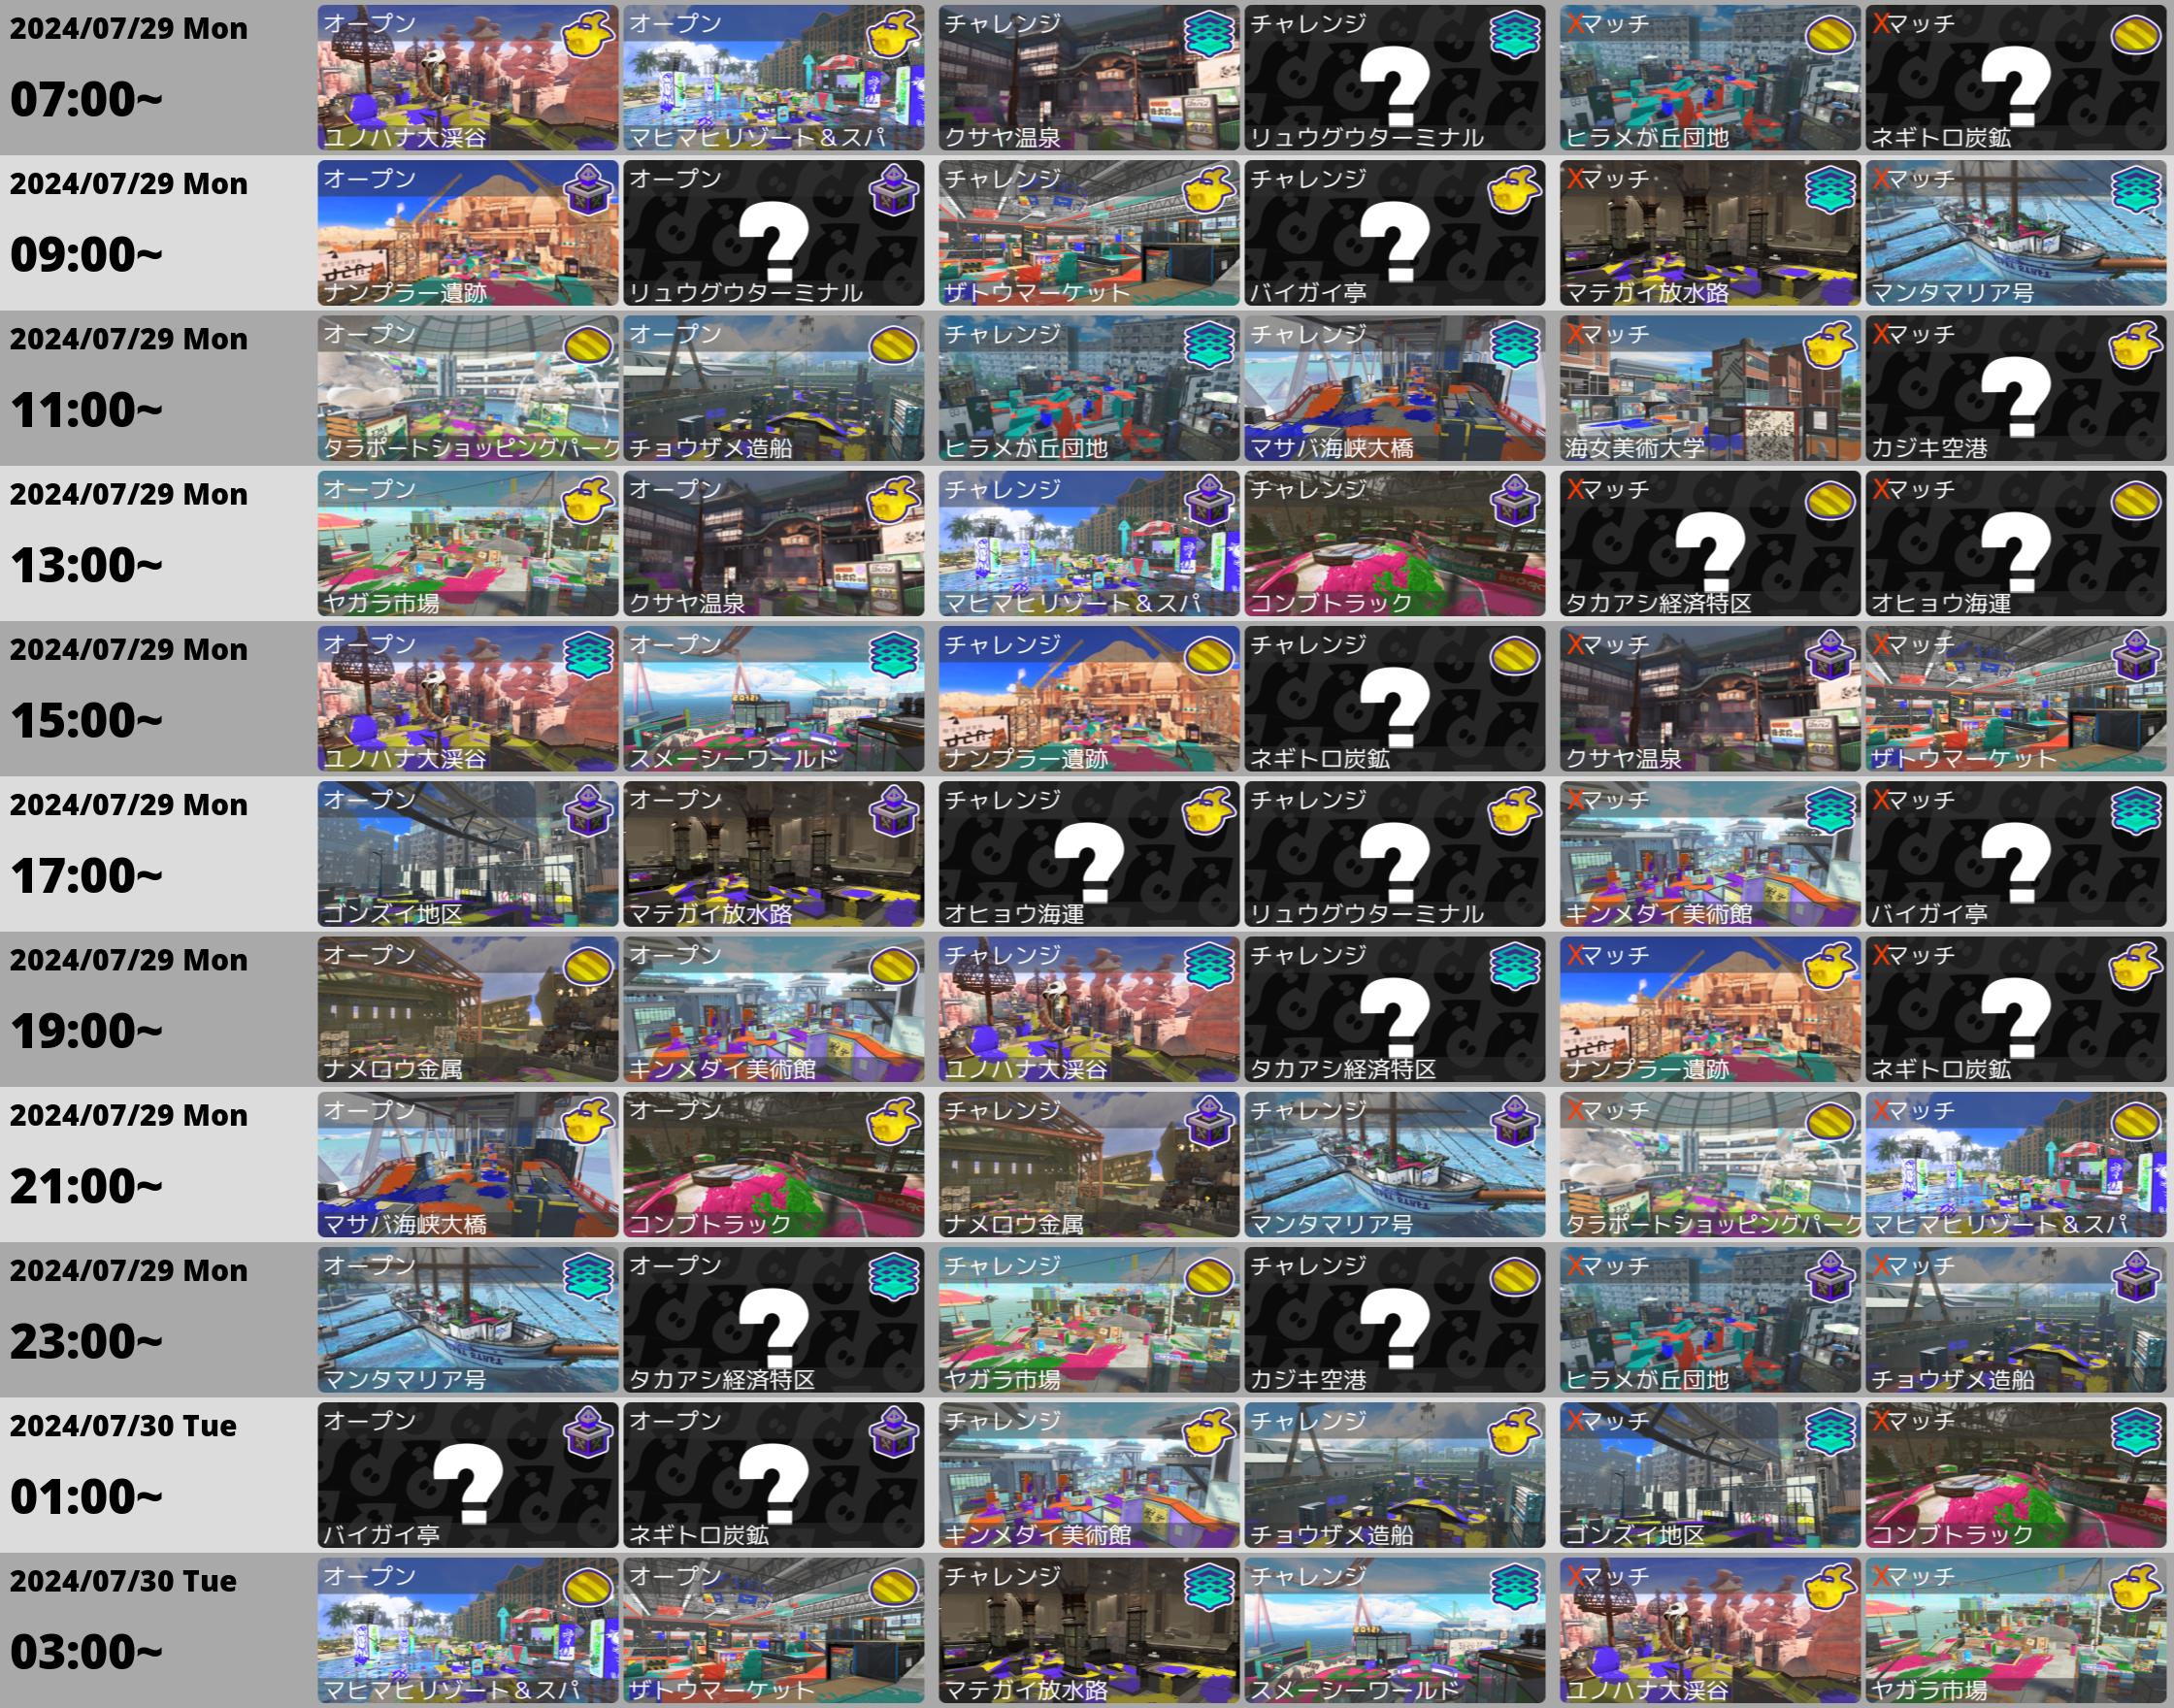 2024/07/29 Mon
07:00~
オープン
ユノハナ大渓谷
オープン
マヒマヒリゾート＆スパ
チャレンジ
クサヤ温泉
チャレンジ
リュウグウターミナル
Xマッチ
ヒラメが丘団地
Xマッチ
ネギトロ炭鉱
2024/07/29 Mon
09:00~
オープン
ナンプラー遺跡
オープン
リュウグウターミナル
チャレンジ
ザトウマーケット
チャレンジ
バイガイ亭
Xマッチ
マテガイ放水路
Xマッチ
マンタマリア号
2024/07/29 Mon
11:00~
オープン
タラポートショッピングパーク
オープン
チョウザメ造船
チャレンジ
ヒラメが丘団地
チャレンジ
マサバ海峡大橋
Xマッチ
海女美術大学
Xマッチ
カジキ空港
2024/07/29 Mon
13:00~
オープン
ヤガラ市場
オープン
クサヤ温泉
チャレンジ
マヒマヒリゾート＆スパ
チャレンジ
コンブトラック
Xマッチ
タカアシ経済特区
Xマッチ
オヒョウ海運
2024/07/29 Mon
15:00~
オープン
ユノハナ大渓谷
オープン
スメーシーワールド
チャレンジ
ナンプラー遺跡
チャレンジ
ネギトロ炭鉱
Xマッチ
クサヤ温泉
Xマッチ
ザトウマーケット
2024/07/29 Mon
17:00~
オープン
ゴンズイ地区
オープン
マテガイ放水路
チャレンジ
オヒョウ海運
チャレンジ
リュウグウターミナル
Xマッチ
キンメダイ美術館
Xマッチ
バイガイ亭
2024/07/29 Mon
19:00~
オープン
ナメロウ金属
オープン
キンメダイ美術館
チャレンジ
ユノハナ大渓谷
チャレンジ
タカアシ経済特区
Xマッチ
ナンプラー遺跡
Xマッチ
ネギトロ炭鉱
2024/07/29 Mon
21:00~
オープン
マサバ海峡大橋
オープン
コンブトラック
チャレンジ
ナメロウ金属
チャレンジ
マンタマリア号
Xマッチ
タラポートショッピングパーク
Xマッチ
マヒマヒリゾート＆スパ
2024/07/29 Mon
23:00~
オープン
マンタマリア号
オープン
タカアシ経済特区
チャレンジ
ヤガラ市場
チャレンジ
カジキ空港
Xマッチ
ヒラメが丘団地
Xマッチ
チョウザメ造船
2024/07/30 Tue
01:00~
オープン
バイガイ亭
オープン
ネギトロ炭鉱
チャレンジ
キンメダイ美術館
チャレンジ
チョウザメ造船
Xマッチ
ゴンズイ地区
Xマッチ
コンブトラック
2024/07/30 Tue
03:00~
オープン
マヒマヒリゾート＆スパ
オープン
ザトウマーケット
チャレンジ
マテガイ放水路
チャレンジ
スメーシーワールド
Xマッチ
ユノハナ大渓谷
Xマッチ
ヤガラ市場